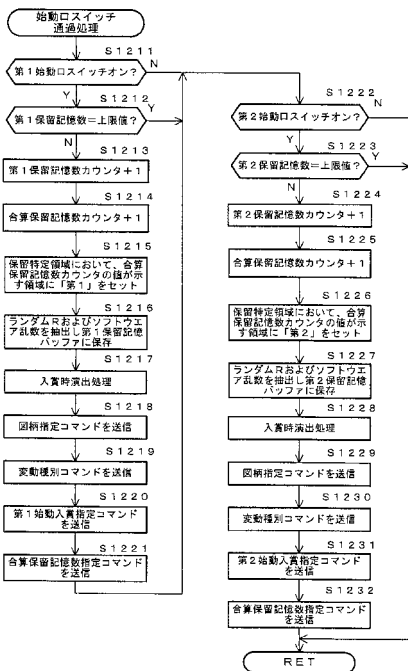 始動口スイッチ
通過処理
S1211
第1始動口スイッチオン?
N
Y
S1212
第1保留記憶数=上限値?
Y
N
S1213
第1保留記憶数カウンタ+1
S1214
合算保留記憶数カウンタ+1
S1215
保留特定領域において、合算
保留記憶数カウンタの値が示
す領域に「第1」をセット
S1216
ランダムRおよびソフトウエ
ア乱数を抽出し第1保留記憶
バッファに保存
S1217
入賞時演出処理
S1218
図柄指定コマンドを送信
S1219
変動種別コマンドを送信
S1220
第1始動入賞指定コマンド
を送信
S1221
合算保留記憶数指定コマンド
を送信
S1222
第2始動口スイッチオン?
N
Y
S1223
第2保留記憶数=上限値?
Y
N
S1224
第2保留記憶数カウンタ+1
S1225
合算保留記憶数カウンタ+1
S1226
保留特定領域において、合算
保留記憶数カウンタの値が示
す領域に「第2」をセット
S1227
ランダムRおよびソフトウエ
ア乱数を抽出し第2保留記憶
バッファに保存
S1228
入賞時演出処理
S1229
図柄指定コマンドを送信
S1230
変動種別コマンドを送信
S1231
第2始動入賞指定コマンド
を送信
S1232
合算保留記憶数指定コマンド
を送信
RET